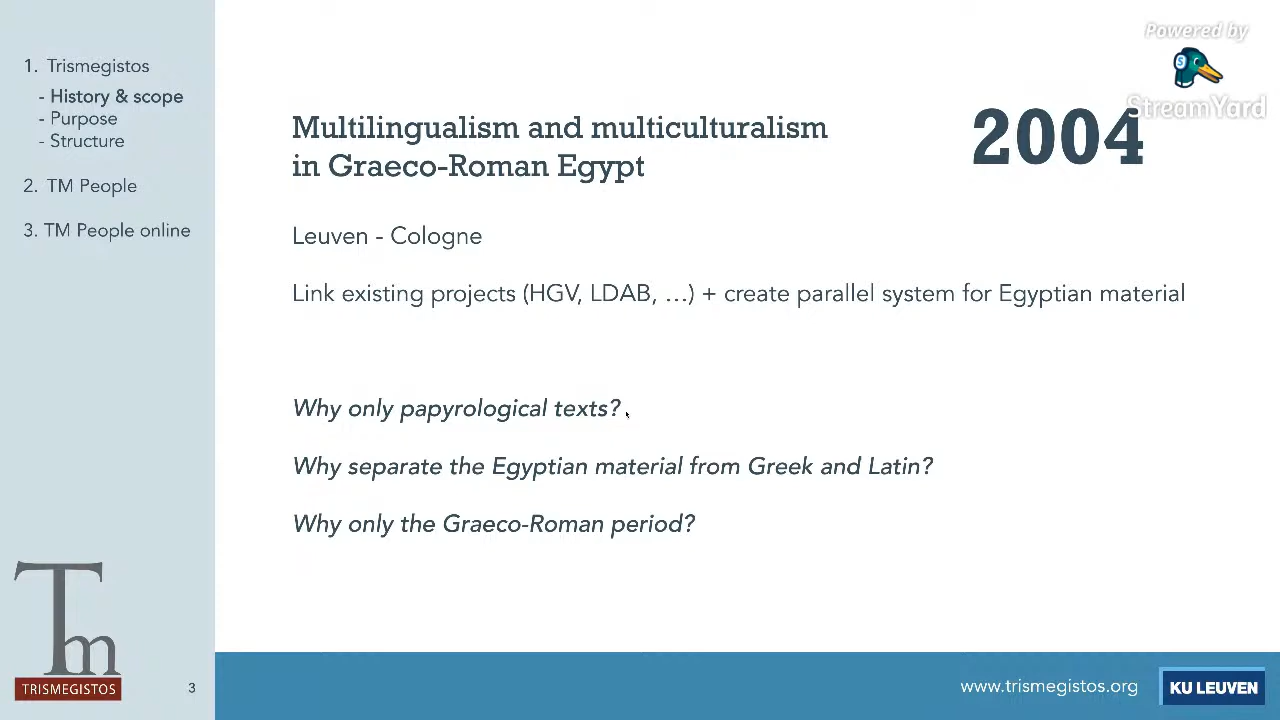 1. Trismegistos
- History & scope
- Purpose
- Structure
2. TM People
3. TM People online
Powered by
StreamYard
Multilingualism and multiculturalism
in Graeco-Roman Egypt
2004
Leuven - Cologne
Link existing projects (HGV, LDAB, …) + create parallel system for Egyptian material
Why only papyrological texts?
Why separate the Egyptian material from Greek and Latin?
Why only the Graeco-Roman period?
Tm
TRISMEGISTOS
3
www.trismegistos.org
KU LEUVEN